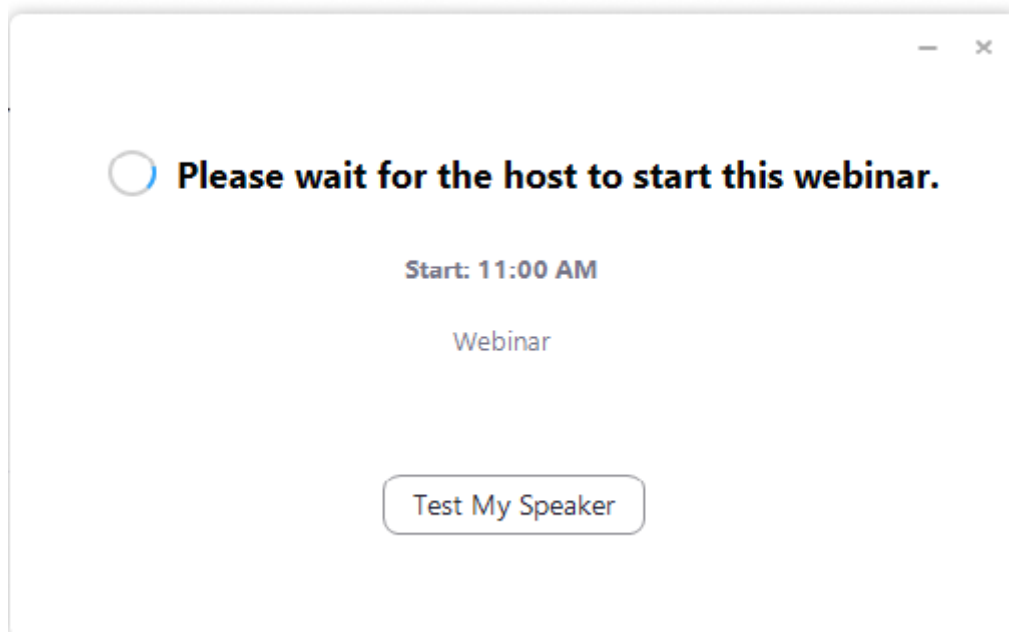 Please wait for the host to start this webinar.
Start: 11:00 AM
Webinar
Test My Speaker